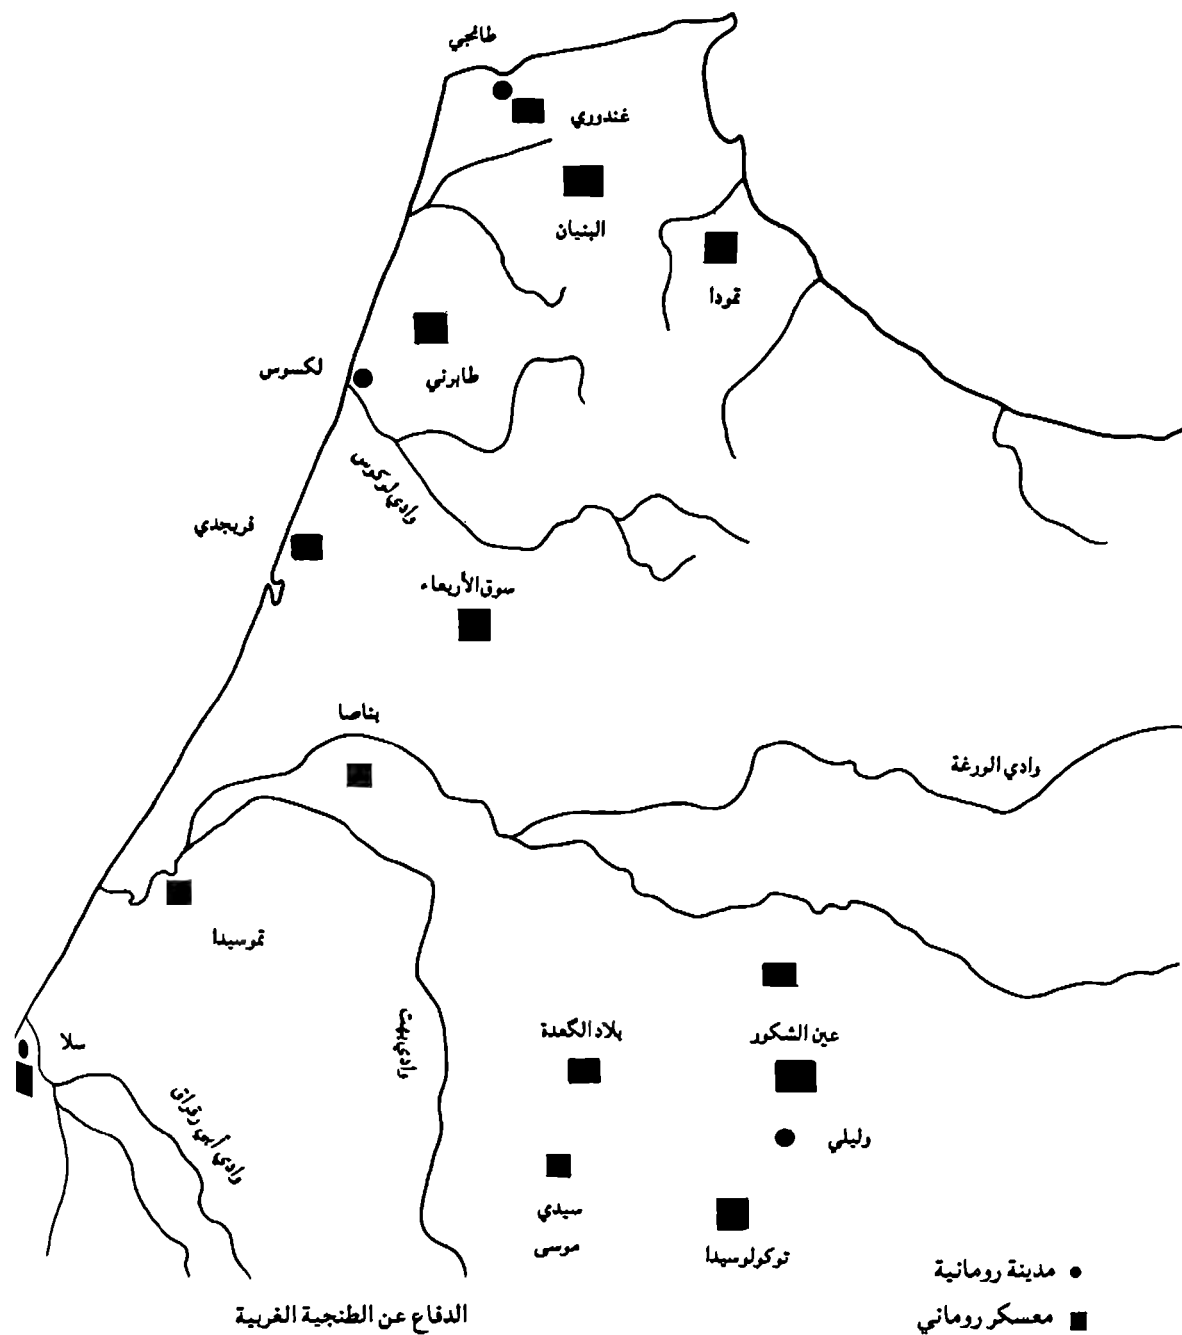 طانجي
غندوري
البنيان
تمودا
لكسوس
طابرني
وادي لوكوس
فريجدي
سوق الأربعاء
بناصا
وادي الورغة
تموسيدا
سلا
وادي بهت
وادي أبي رقراق
بلاد الگعدة
عين الشكور
وليلي
سيدي
موسى
توكولوسيدا
مدينة رومانية
معسكر روماني
الدفاع عن الطنجية الغربية